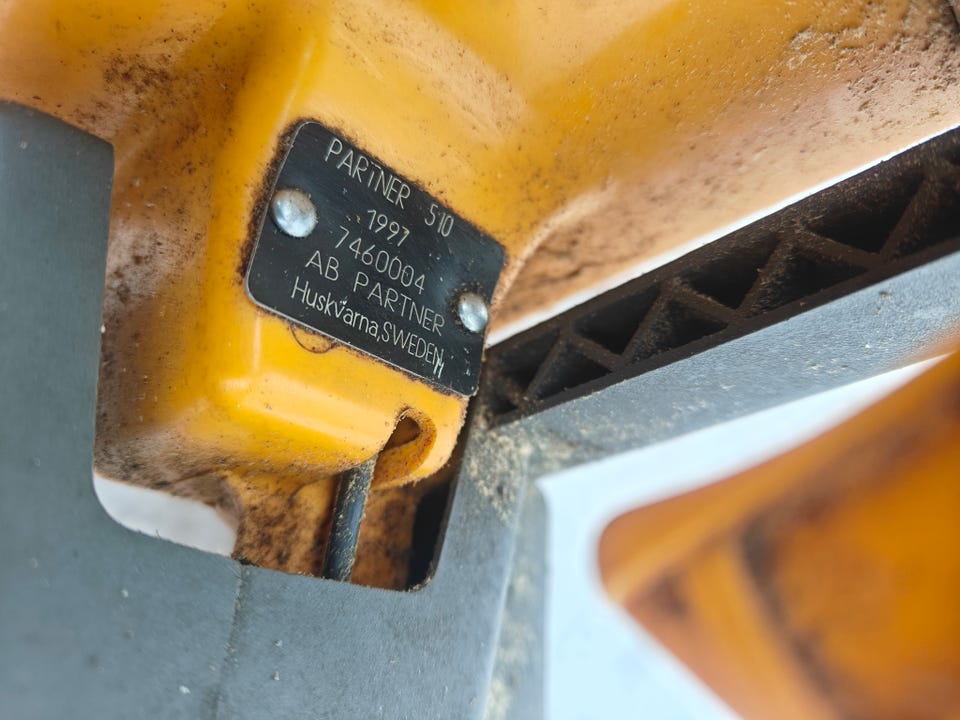 PARTNER 510
1997
7460004
AB PARTNER
Huskvarna,SWEDEN